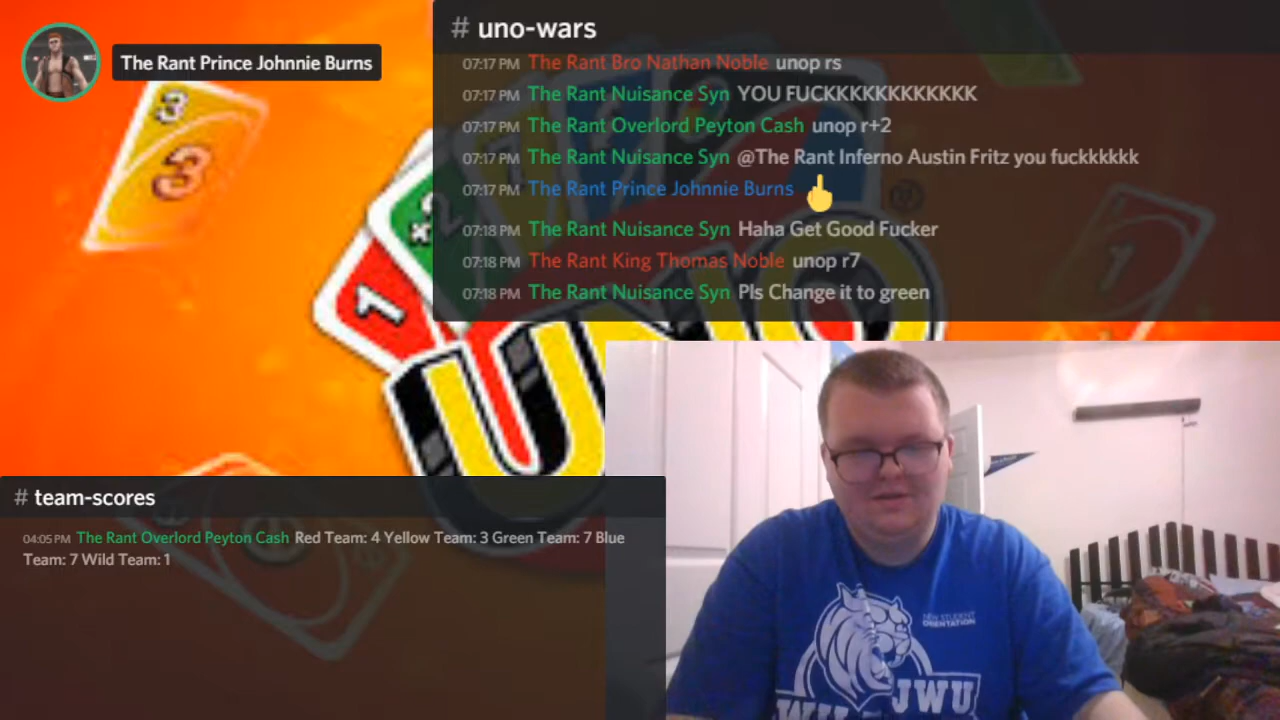 The Rant Prince Johnnie Burns
# uno-wars
07:17 PM The Rant Bro Nathan Noble unop rs
07:17 PM The Rant Nuisance Syn YOU FUCKKKKKKKKKKKK
07:17 PM The Rant Overlord Peyton Cash unop r+2
07:17 PM The Rant Nuisance Syn @The Rant Inferno Austin Fritz you fuckkkkkk
07:17 PM The Rant Prince Johnnie Burns 🖕
07:18 PM The Rant Nuisance Syn Haha Get Good Fucker
07:18 PM The Rant King Thomas Noble unop r7
07:18 PM The Rant Nuisance Syn Pls Change it to green
3
3
+2
1
1
UNO
# team-scores
04:05 PM The Rant Overlord Peyton Cash Red Team: 4 Yellow Team: 3 Green Team: 7 Blue
Team: 7 Wild Team: 1
NEW STUDENT
ORIENTATION
JWU